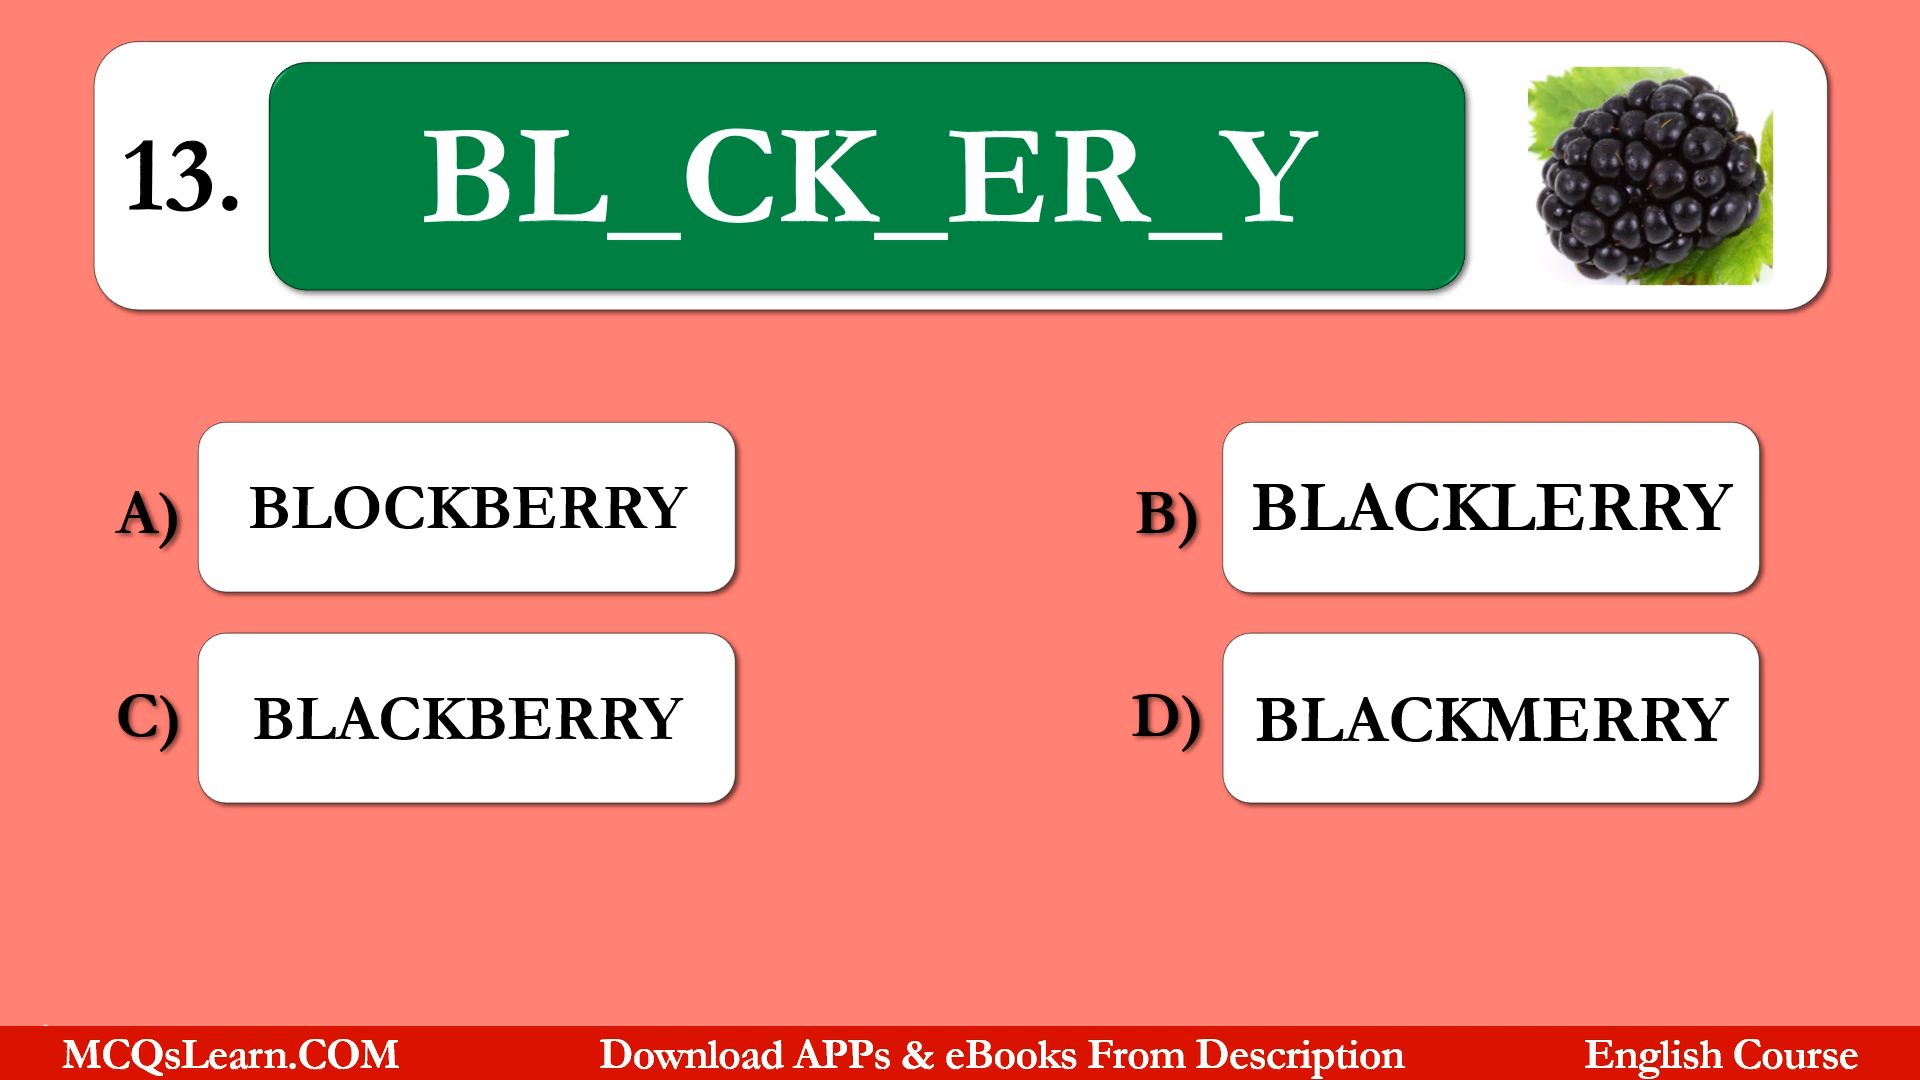 13. BL_CK_ER_Y
A) BLOCKBERRY
B) BLACKLERRY
C) BLACKBERRY
D) BLACKMERRY
MCQsLearn.COM Download APPs & eBooks From Description English Course